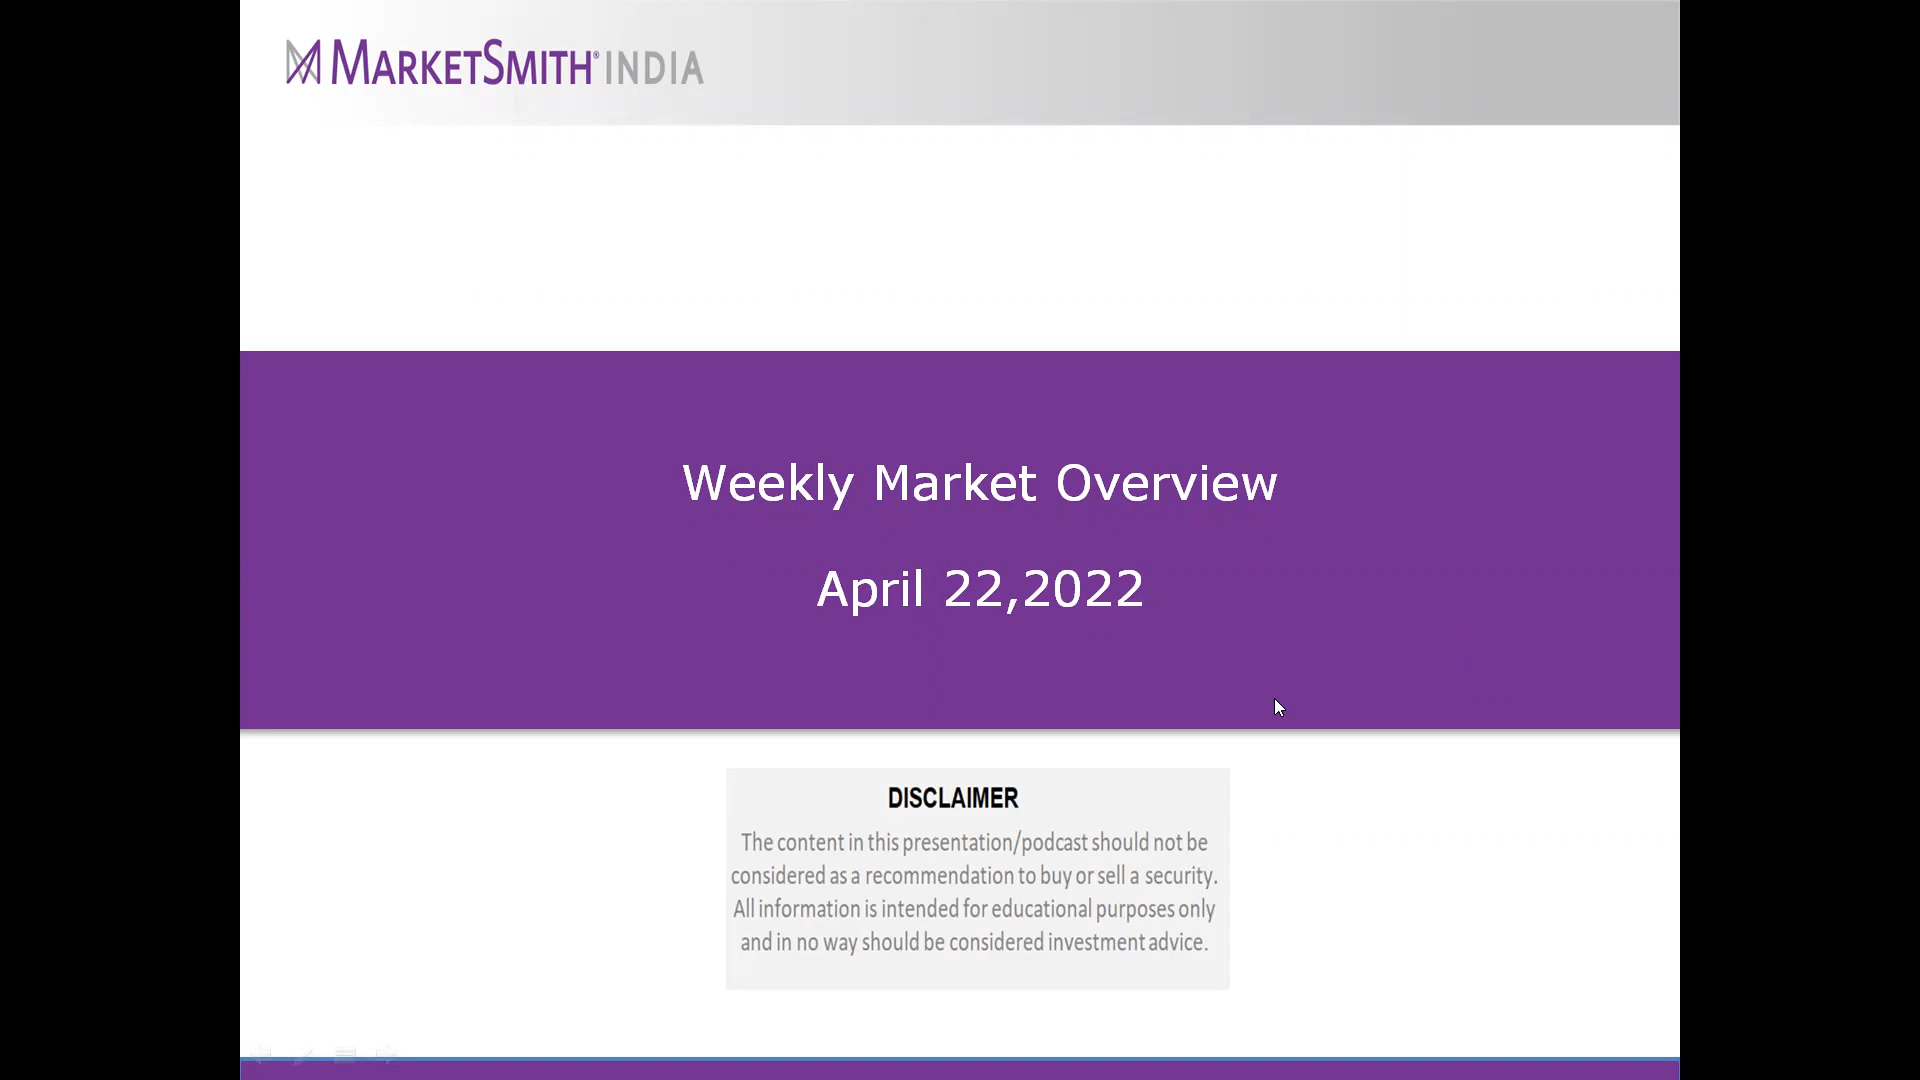 MARKETSMITH® INDIA
Weekly Market Overview
April 22,2022
DISCLAIMER
The content in this presentation/podcast should not be
considered as a recommendation to buy or sell a security.
All information is intended for educational purposes only
and in no way should be considered investment advice.